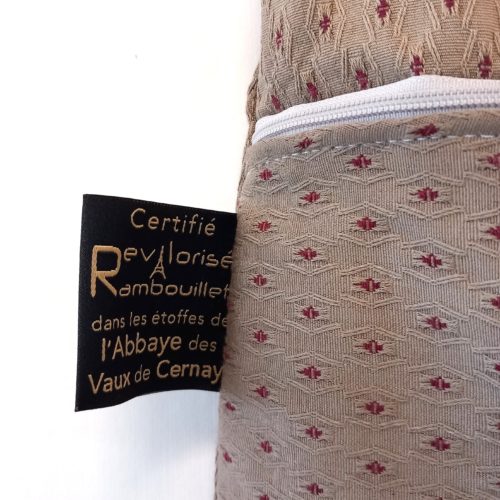 Certifié
Revalorisé
Rambouillet
dans les étoffes de
l'Abbaye des
Vaux de Cernay